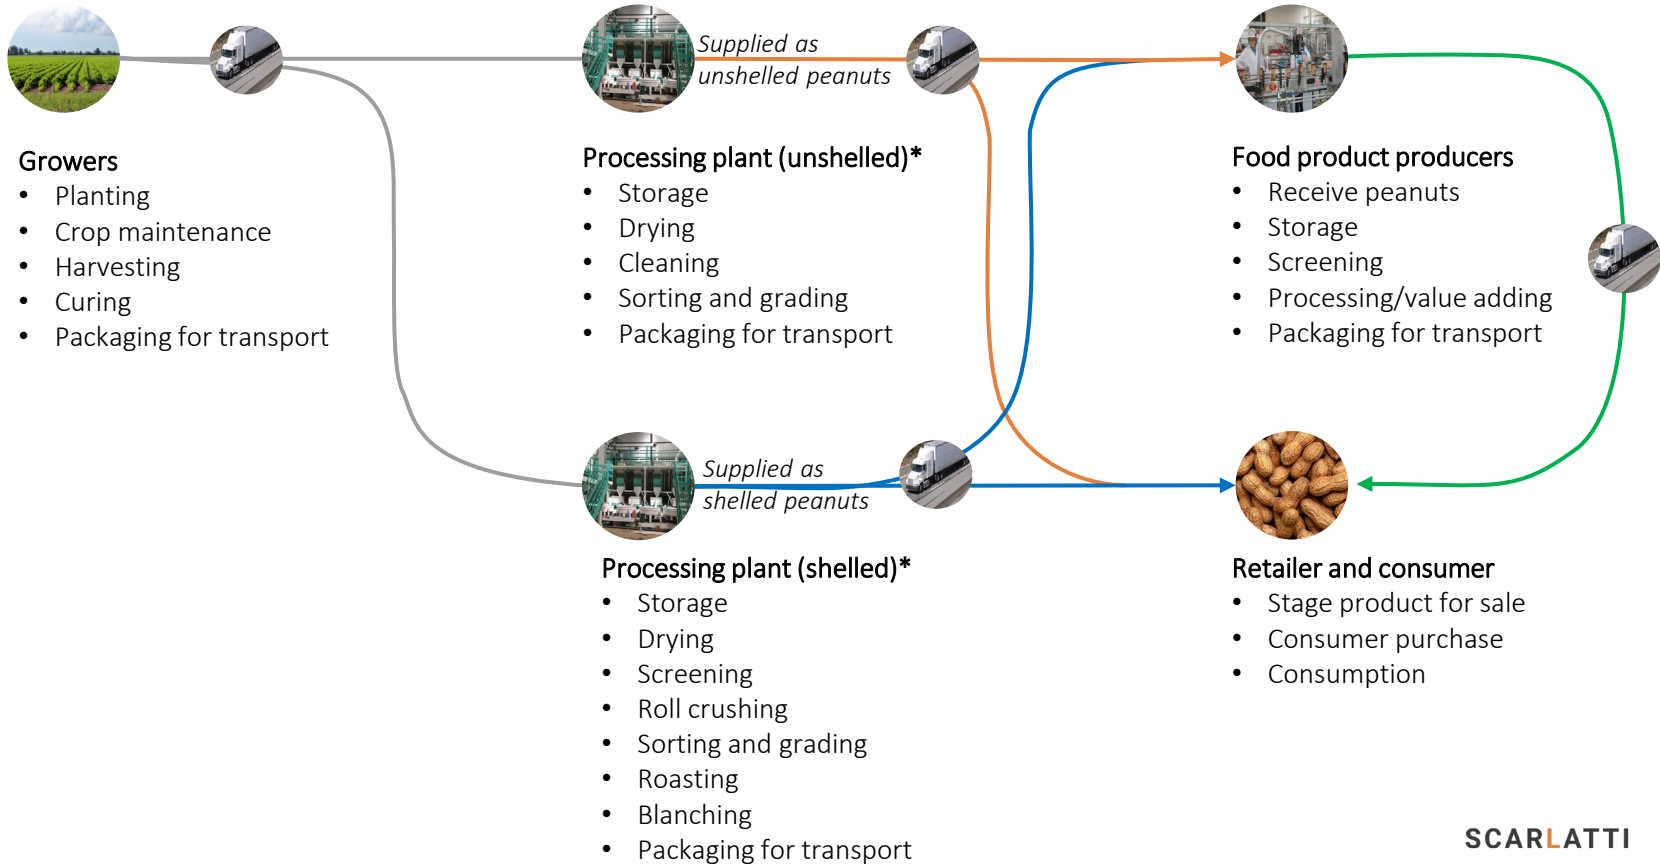 Supplied as
unshelled peanuts
Growers
• Planting
• Crop maintenance
• Harvesting
• Curing
• Packaging for transport
Processing plant (unshelled)*
• Storage
• Drying
• Cleaning
• Sorting and grading
• Packaging for transport
Food product producers
• Receive peanuts
• Storage
• Screening
• Processing/value adding
• Packaging for transport
Supplied as
shelled peanuts
Processing plant (shelled)*
• Storage
• Drying
• Screening
• Roll crushing
• Sorting and grading
• Roasting
• Blanching
• Packaging for transport
Retailer and consumer
• Stage product for sale
• Consumer purchase
• Consumption
SCARLATTI